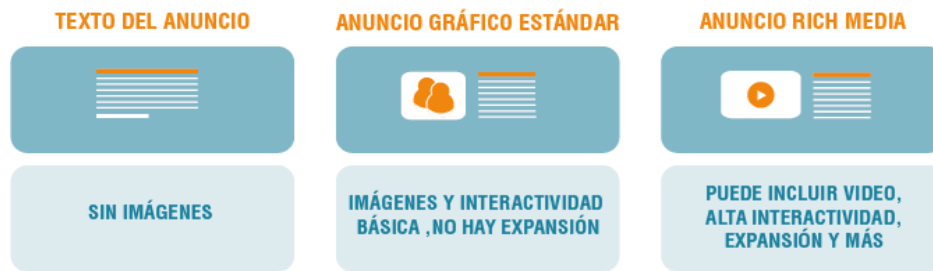 TEXTO DEL ANUNCIO
ANUNCIO GRÁFICO ESTÁNDAR
ANUNCIO RICH MEDIA
SIN IMÁGENES
IMÁGENES Y INTERACTIVIDAD
BÁSICA ,NO HAY EXPANSIÓN
PUEDE INCLUIR VIDEO,
ALTA INTERACTIVIDAD,
EXPANSIÓN Y MÁS